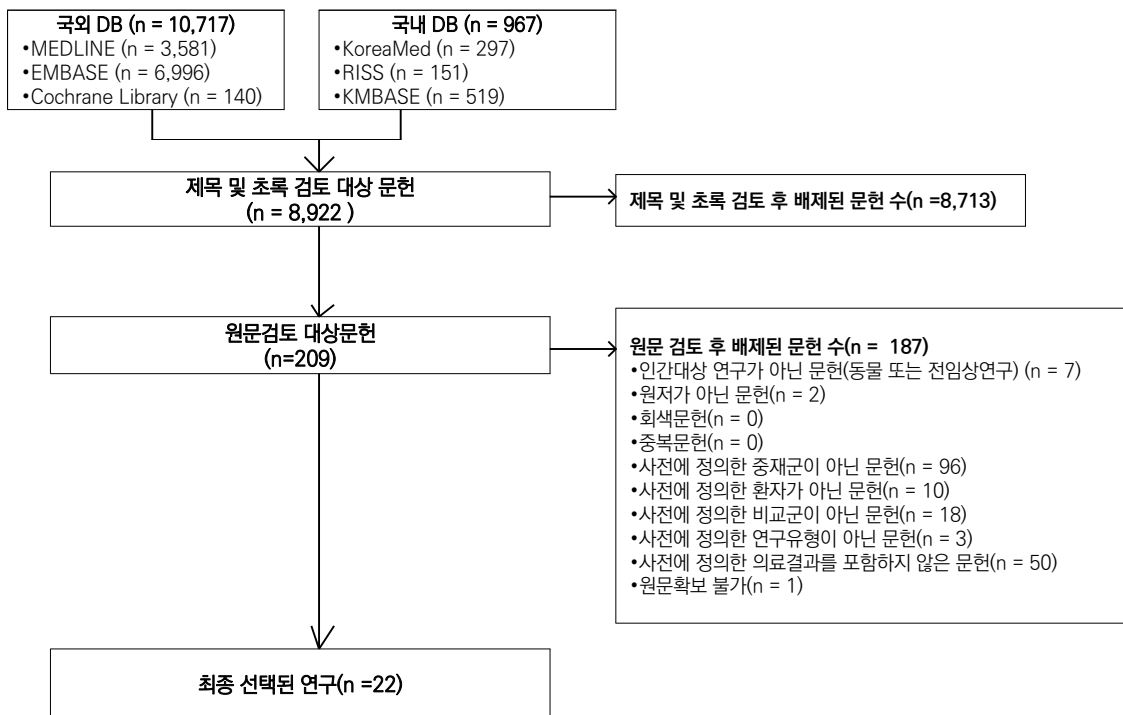 국외 DB (n = 10,717)
•MEDLINE (n = 3,581)
•EMBASE (n = 6,996)
•Cochrane Library (n = 140)
국내 DB (n = 967)
•KoreaMed (n = 297)
•RISS (n = 151)
•KMBASE (n = 519)
제목 및 초록 검토 대상 문헌
(n = 8,922 )
제목 및 초록 검토 후 배제된 문헌 수(n =8,713)
원문검토 대상문헌
(n=209)
원문 검토 후 배제된 문헌 수(n = 187)
•인간대상 연구가 아닌 문헌(동물 또는 전임상연구) (n = 7)
•원저가 아닌 문헌(n = 2)
•회색문헌(n = 0)
•중복문헌(n = 0)
•사전에 정의한 중재군이 아닌 문헌(n = 96)
•사전에 정의한 환자가 아닌 문헌(n = 10)
•사전에 정의한 비교군이 아닌 문헌(n = 18)
•사전에 정의한 연구유형이 아닌 문헌(n = 3)
•사전에 정의한 의료결과를 포함하지 않은 문헌(n = 50)
•원문확보 불가(n = 1)
최종 선택된 연구(n =22)